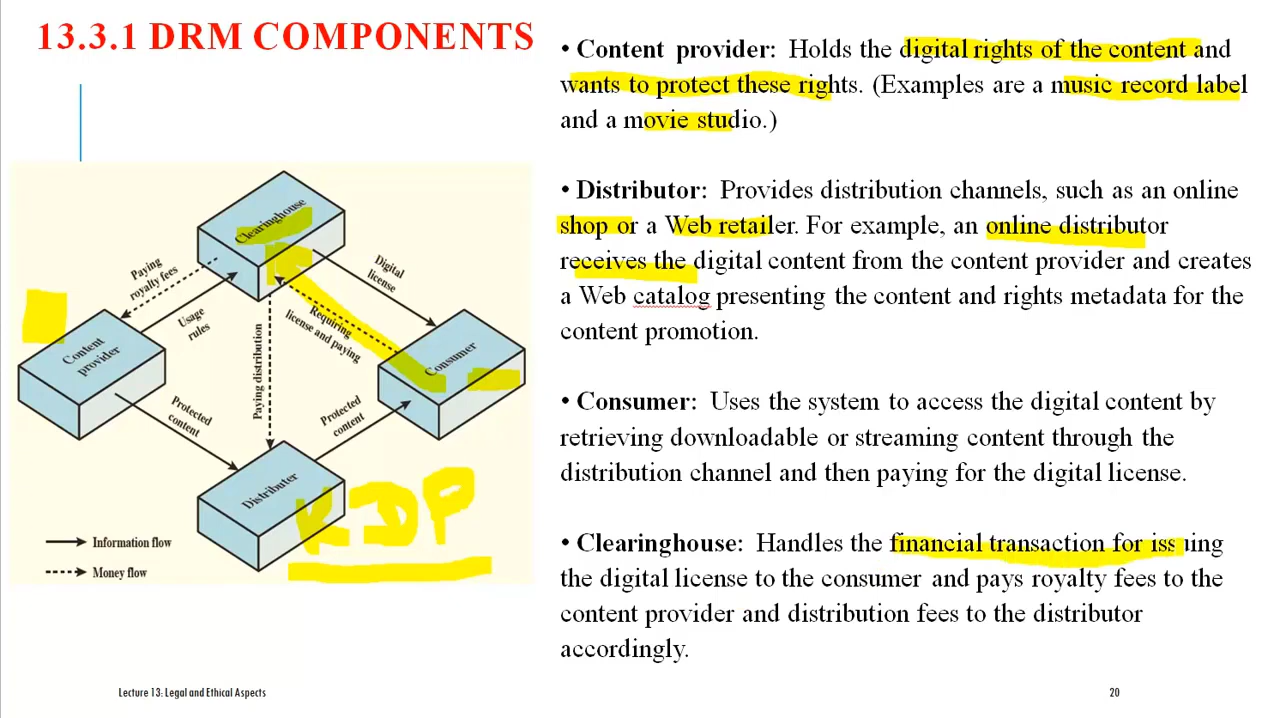 13.3.1 DRM COMPONENTS
• Content provider: Holds the digital rights of the content and
wants to protect these rights. (Examples are a music record label
and a movie studio.)
• Distributor: Provides distribution channels, such as an online
shop or a Web retailer. For example, an online distributor
receives the digital content from the content provider and creates
a Web catalog presenting the content and rights metadata for the
content promotion.
• Consumer: Uses the system to access the digital content by
retrieving downloadable or streaming content through the
distribution channel and then paying for the digital license.
• Clearinghouse: Handles the financial transaction for issuing
the digital license to the consumer and pays royalty fees to the
content provider and distribution fees to the distributor
accordingly.
Clearinghouse
Paying
royalty fees
Digital
license
Usage
rules
Requiring
license and paying
Content
provider
Consumer
Paying distribution
Protected
content
Protected
content
Distributer
KDP
Information flow
Money flow
Lecture 13: Legal and Ethical Aspects
20